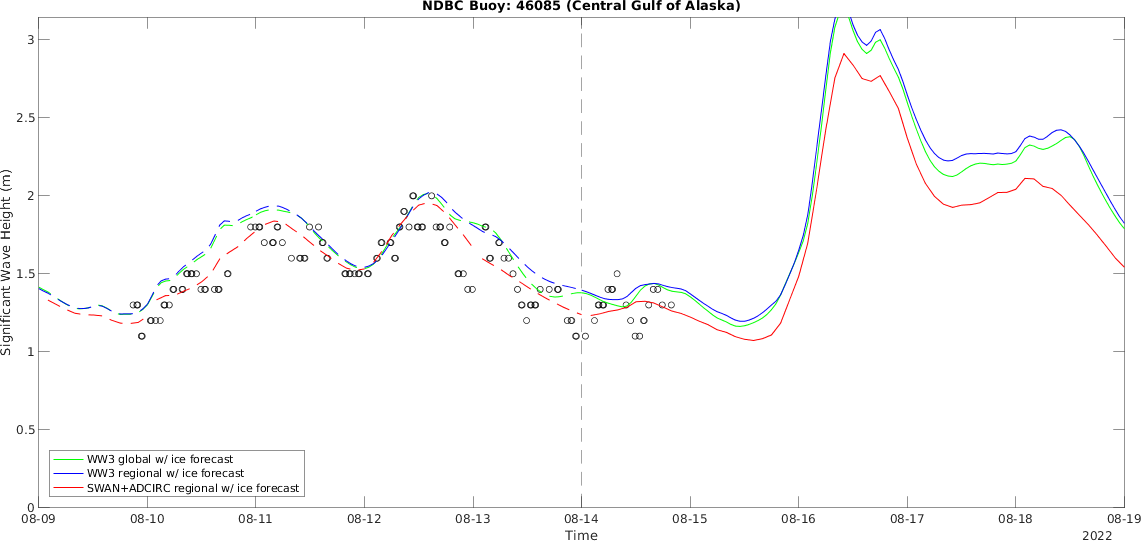 NDBC Buoy: 46085 (Central Gulf of Alaska)
3
2.5
2
1.5
1
0.5
0
Significant Wave Height (m)
WW3 global w/ ice forecast
WW3 regional w/ ice forecast
SWAN+ADCIRC regional w/ ice forecast
08-09 08-10 08-11 08-12 08-13 08-14 08-15 08-16 08-17 08-18 08-19
Time
2022